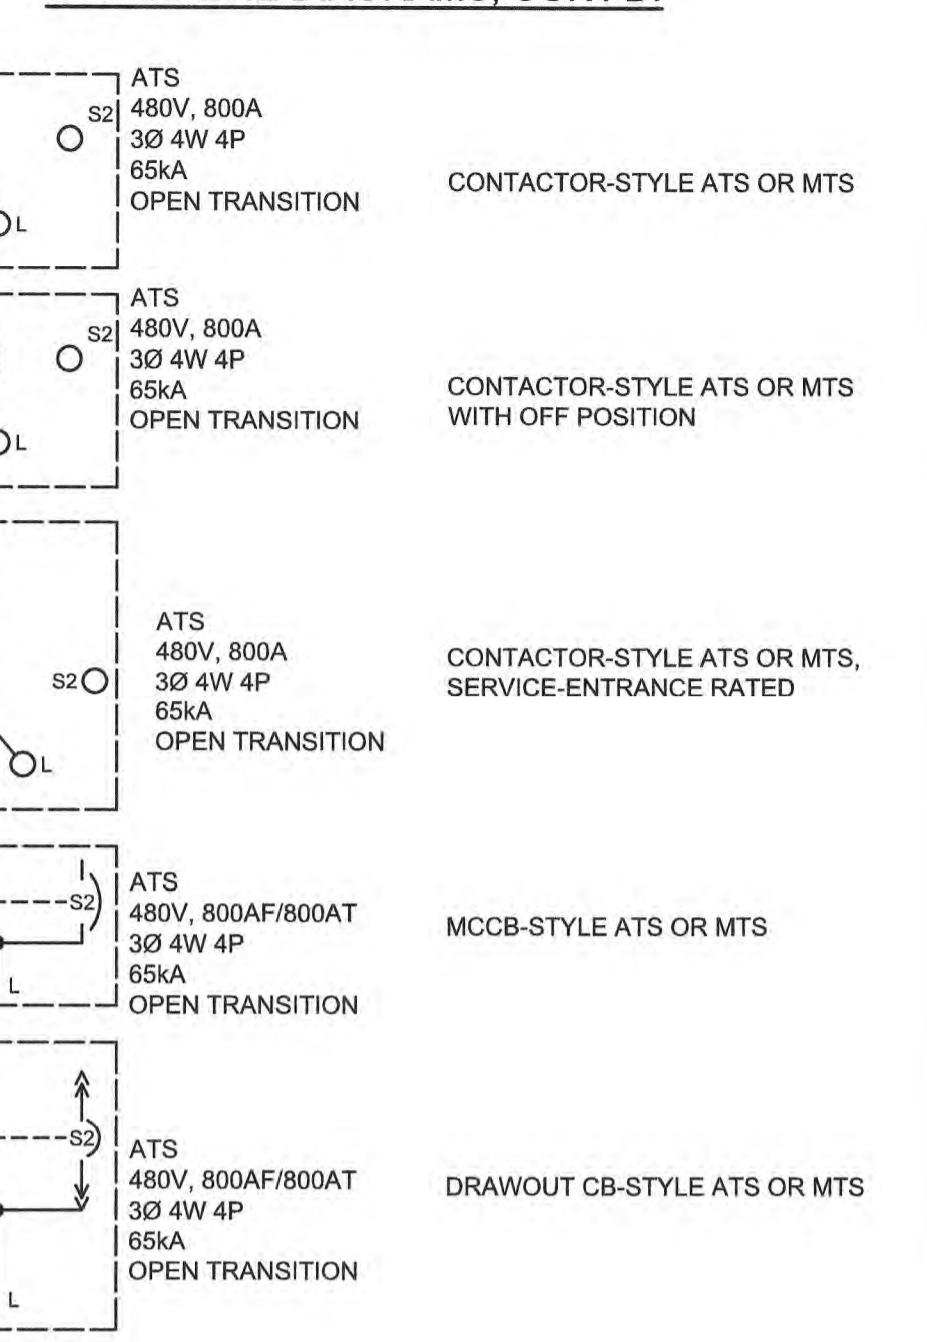 S2
L
ATS
480V, 800A
3Ø 4W 4P
65kA
OPEN TRANSITION
CONTACTOR-STYLE ATS OR MTS
S2
L
ATS
480V, 800A
3Ø 4W 4P
65kA
OPEN TRANSITION
CONTACTOR-STYLE ATS OR MTS
WITH OFF POSITION
S2
L
ATS
480V, 800A
3Ø 4W 4P
65kA
OPEN TRANSITION
CONTACTOR-STYLE ATS OR MTS,
SERVICE-ENTRANCE RATED
S2
L
ATS
480V, 800AF/800AT
3Ø 4W 4P
65kA
OPEN TRANSITION
MCCB-STYLE ATS OR MTS
S2
L
ATS
480V, 800AF/800AT
3Ø 4W 4P
65kA
OPEN TRANSITION
DRAWOUT CB-STYLE ATS OR MTS